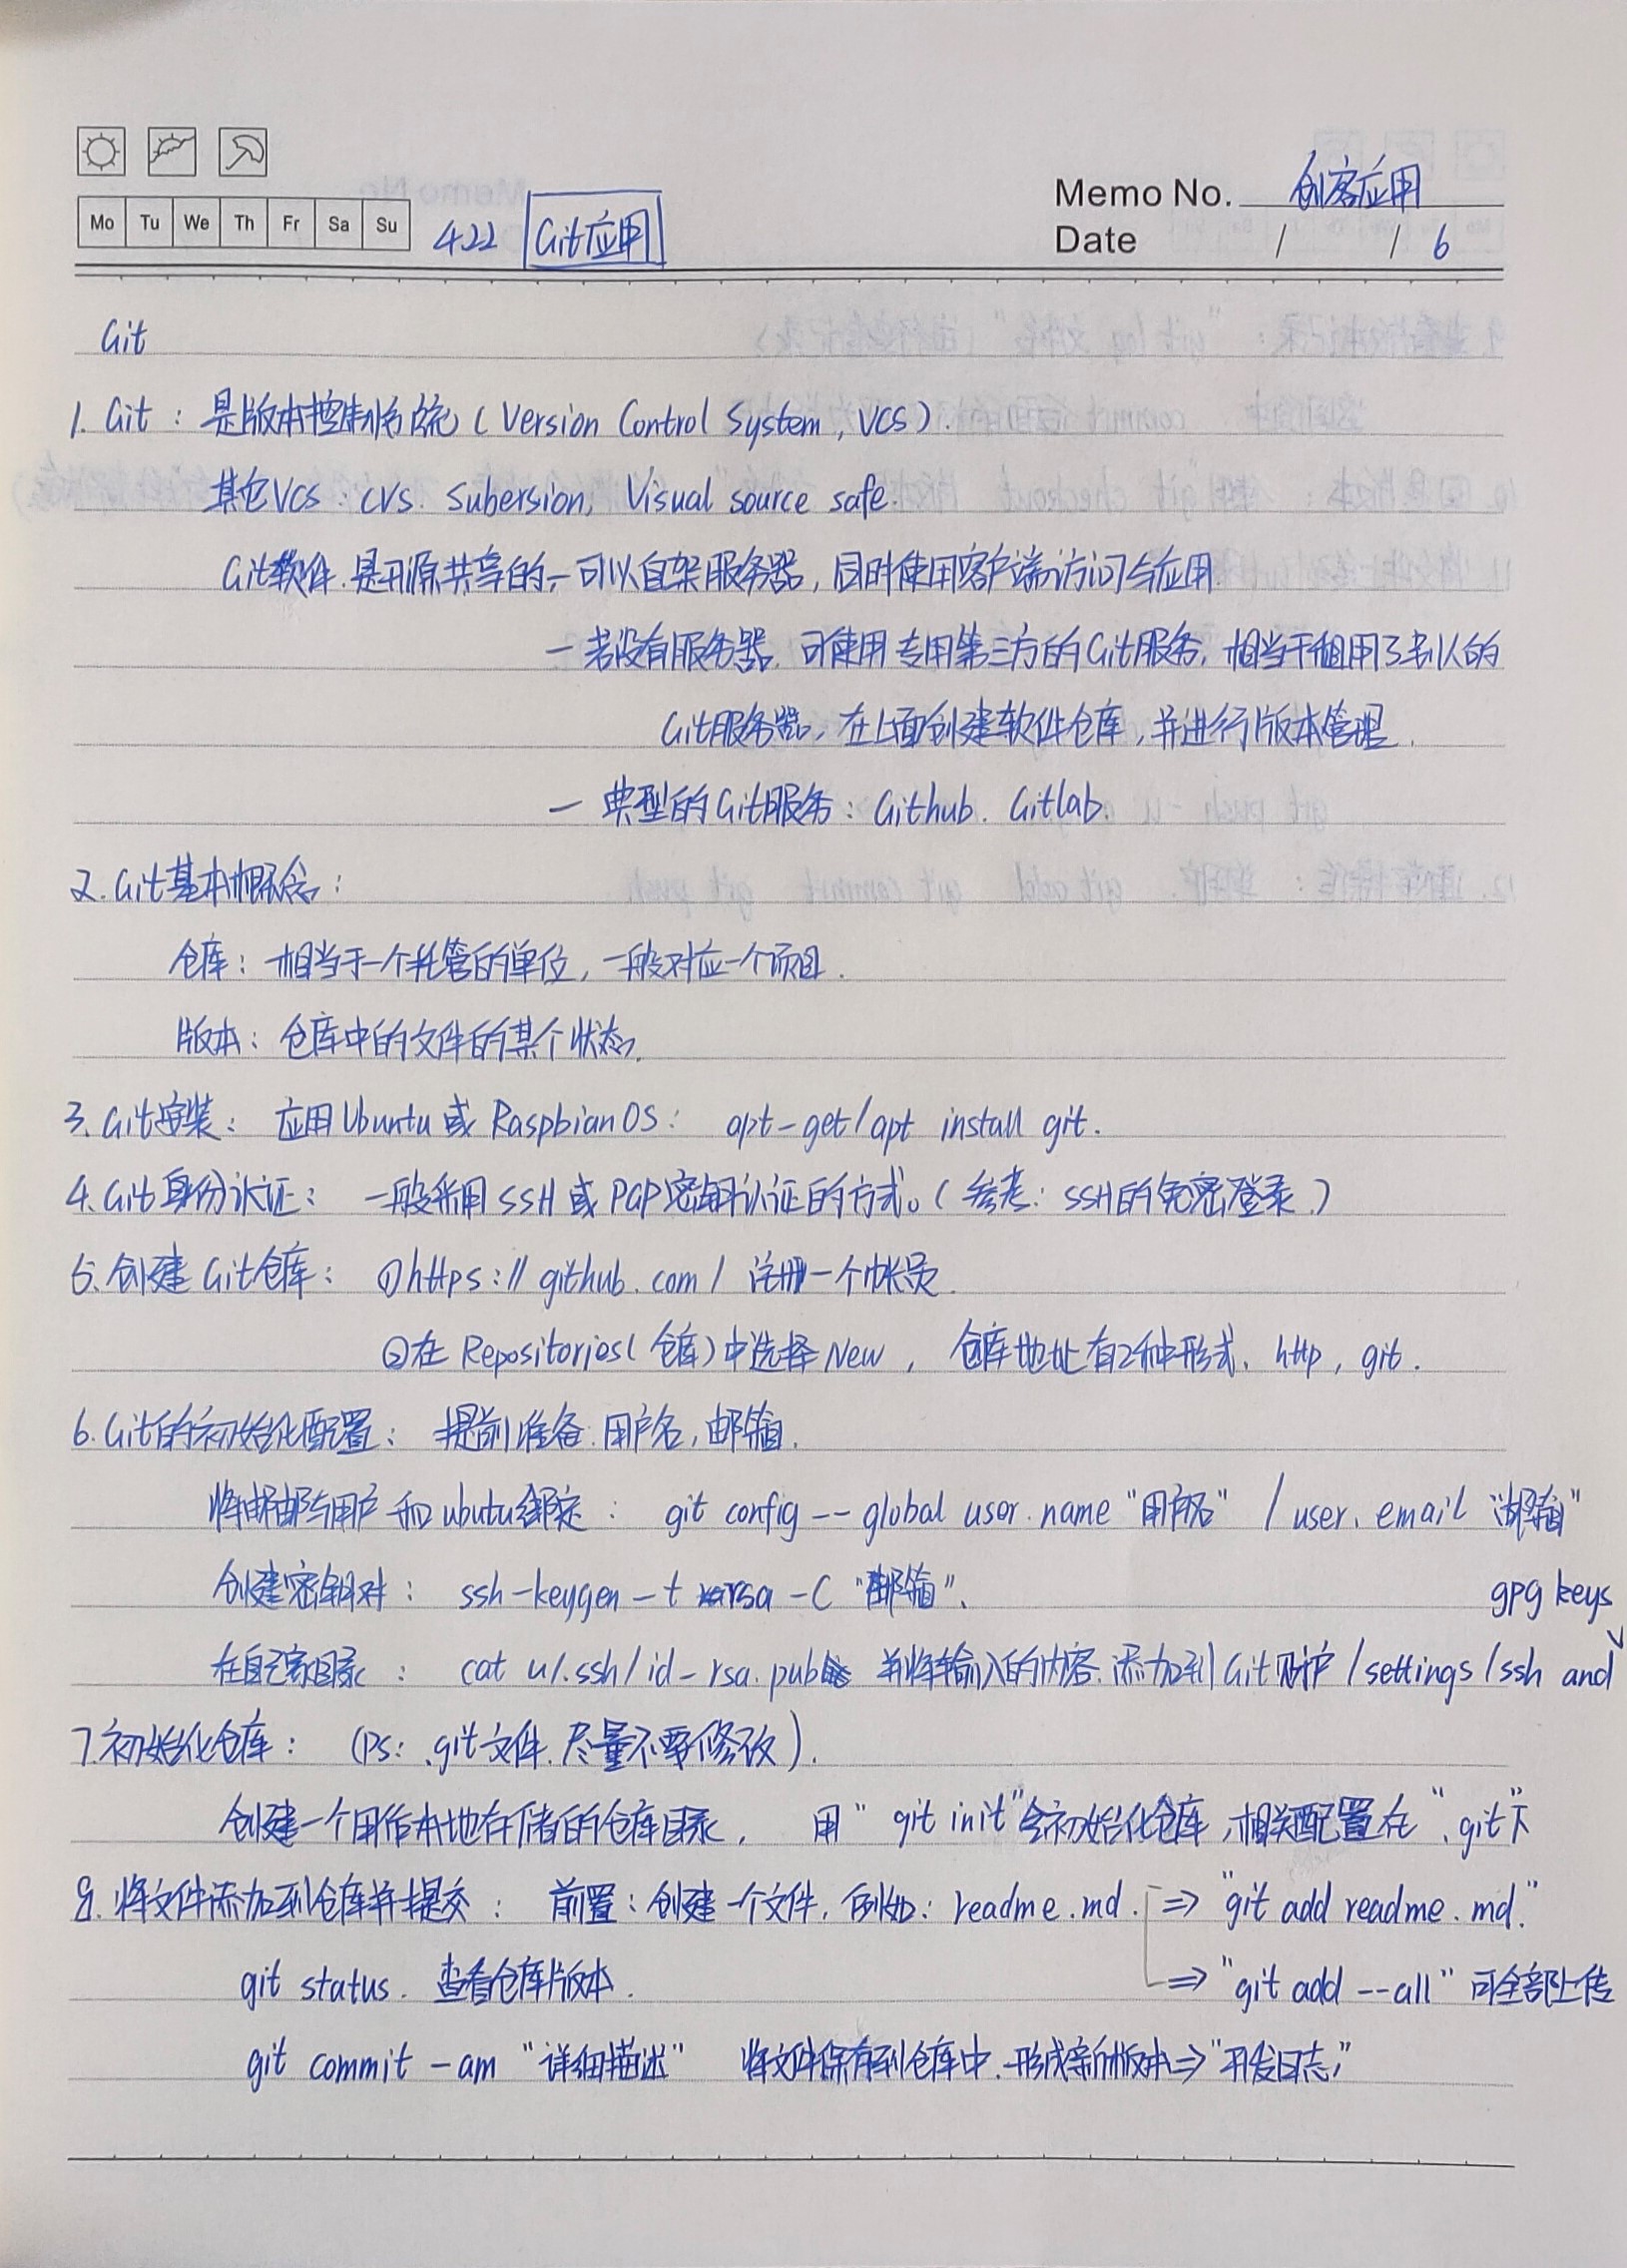 Memo No. 创客应用
Mo Tu We Th Fr Sa Su 422 Git应用
Date / / 6
Git
1. Git：是版本控制系统（Version Control System，VCS）.
其它VCS：CVS. Subersion, Visual source safe.
Git软件.是开源共享的，一可以自架服务器，同时使用客户端访问与应用.
一若没有服务器.可使用专用第三方的Git服务.相当于租用了别人的
Git服务器，在上面创建软件仓库，并进行版本管理.
一 典型的Git服务：Github. Gitlab.
2.Git基本概念：
仓库：相当于一个托管的单位，一般对应一个项目.
版本：仓库中的文件的某个状态.
3.Git安装：应用Ubuntu或RaspbianOS： apt-get/apt install git.
4.Git身份认证：一般采用SSH或PGP密钥认证的方式。（参考：SSH的免密登录.）
5.创建Git仓库：①https://github.com/ 注册一个帐员.
②在Repositories（仓库）中选择New，仓库地址有2种形式、http，git.
6.Git的初始化配置：提前准备.用户名，邮箱.
将邮邮与用户和ubutu绑定： git config -- global user.name “用户名” / user.email “邮箱”
创建密钥对： ssh-keygen -t rsa -C “邮箱”.
gpg keys
在自己家目录： cat u/.ssh/id-rsa.pub 并将输入的内容.添加到Git账户/settings/ssh and
7.初始化仓库：（Ps：.git文件.尽量不要修改）.
创建一个用作本地存储的仓库目录， 用“git init”会初始化仓库，相关配置在“.git下
8.将文件添加到仓库并提交：前置：创建一个文件，例如：readme.md. ⇒ “git add readme.md.”
⇒ “git add --all” 可全部上传
git status. 查看仓库版本.
git commit -am “详细描述” 将文件保存到仓库中.形成新的版本⇒“开发日志”